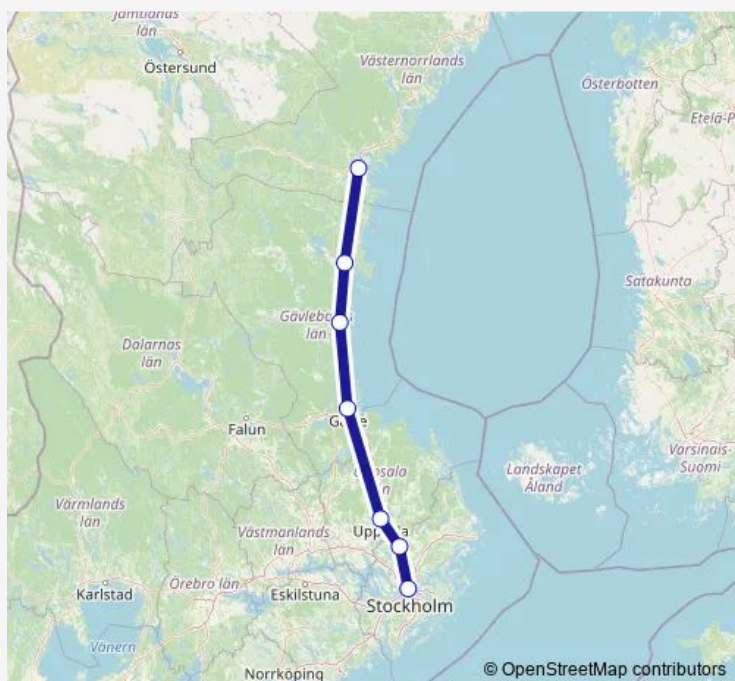 Jämtlands
län
Östersund
Västernorrlands
län
Österbotten
Satakunta
län
Dalarnas
län
Falun
Landskapet
Åland
Varsinais-
Suomi
Värmlands
län
Västmanlands
län
Örebro län
Karlstad
Eskilstuna
Stockholm
Vänern
Norrköping
© OpenStreetMap contributors